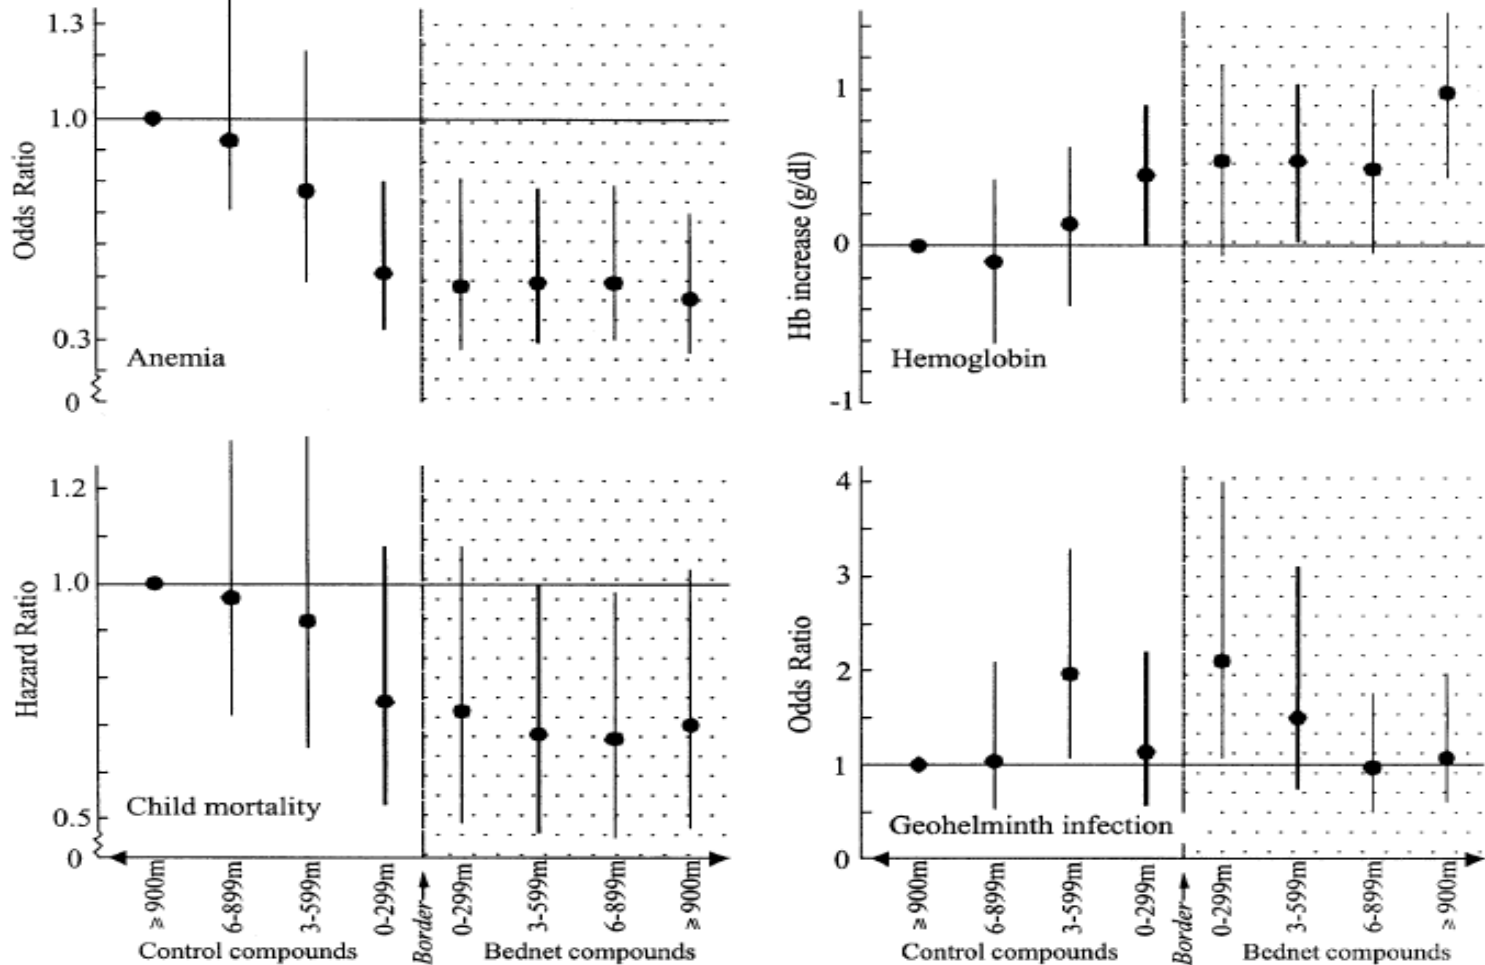 1.3
1.0
0.3
0
Odds Ratio
Anemia
1
0
-1
Hb increase (g/dl)
Hemoglobin
1.2
1.0
0.5
0
Hazard Ratio
Child mortality
≥ 900m
6-899m
3-599m
0-299m
Border
0-299m
3-599m
6-899m
≥ 900m
Control compounds
Bednet compounds
4
3
2
1
0
Odds Ratio
Geohelminth infection
≥ 900m
6-899m
3-599m
0-299m
Border
0-299m
3-599m
6-899m
≥ 900m
Control compounds
Bednet compounds